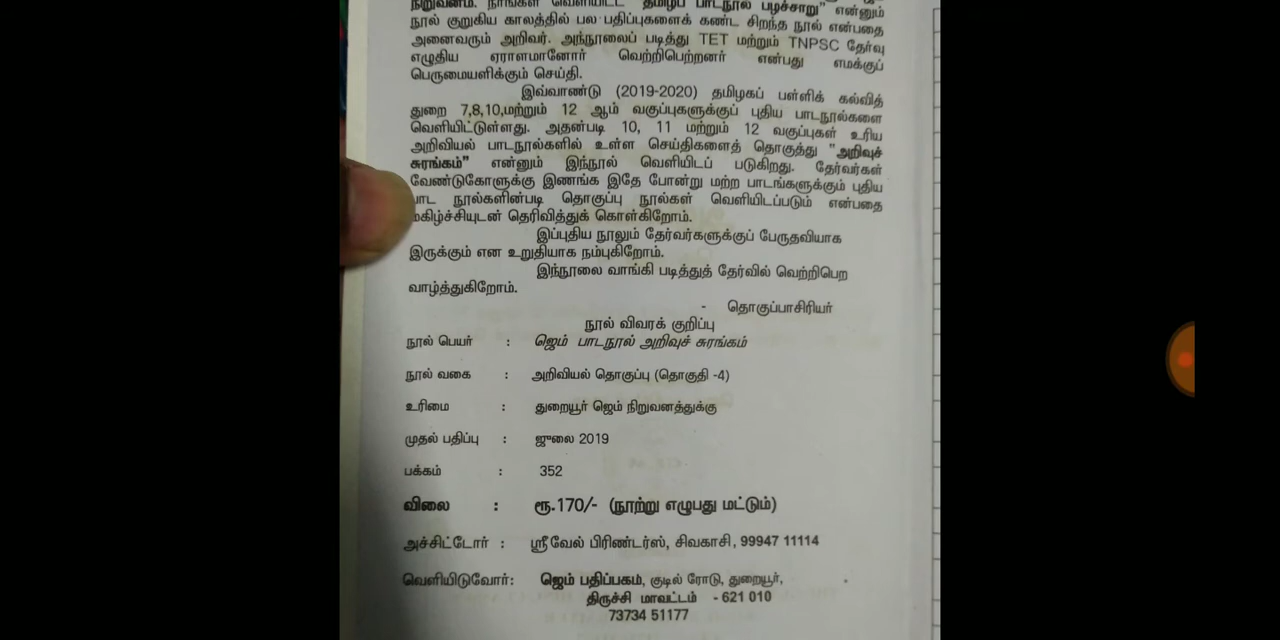 நிறுவனம். நாங்கள் வெளியிட்ட "தமிழ்ப் பாடநூல் பழச்சாறு" என்னும்
நூல் குறுகிய காலத்தில் பல பதிப்புகளைக் கண்ட சிறந்த நூல் என்பதை
அனைவரும் அறிவர். அந்நூலைப் படித்து TET மற்றும் TNPSC தேர்வு
எழுதிய ஏராளமானோர் வெற்றிபெற்றனர் என்பது எமக்குப்
பெருமையளிக்கும் செய்தி.
இவ்வாண்டு (2019-2020) தமிழகப் பள்ளிக் கல்வித்
துறை 7,8,10,மற்றும் 12 ஆம் வகுப்புகளுக்குப் புதிய பாடநூல்களை
வெளியிட்டுள்ளது. அதன்படி 10, 11 மற்றும் 12 வகுப்புகள் உரிய
அறிவியல் பாடநூல்களில் உள்ள செய்திகளைத் தொகுத்து "அறிவுச்
சுரங்கம்" என்னும் இந்நூல் வெளியிடப் படுகிறது. தேர்வர்கள்
வேண்டுகோளுக்கு இணங்க இதே போன்று மற்ற பாடங்களுக்கும் புதிய
பாட நூல்களின்படி தொகுப்பு நூல்கள் வெளியிடப்படும் என்பதை
மகிழ்ச்சியுடன் தெரிவித்துக் கொள்கிறோம்.
இப்புதிய நூலும் தேர்வர்களுக்குப் பேருதவியாக
இருக்கும் என உறுதியாக நம்புகிறோம்.
இந்நூலை வாங்கி படித்துத் தேர்வில் வெற்றிபெற
வாழ்த்துகிறோம்.
- தொகுப்பாசிரியர்
நூல் விவரக் குறிப்பு
நூல் பெயர் : ஜெம் பாடநூல் அறிவுச் சுரங்கம்
நூல் வகை : அறிவியல் தொகுப்பு (தொகுதி -4)
உரிமை : துறையூர் ஜெம் நிறுவனத்துக்கு
முதல் பதிப்பு : ஜுலை 2019
பக்கம் : 352
விலை : ரூ.170/- (நூற்று எழுபது மட்டும்)
அச்சிட்டோர் : ஸ்ரீவேல் பிரிண்டர்ஸ், சிவகாசி, 99947 11114
வெளியிடுவோர்: ஜெம் பதிப்பகம், குடில் ரோடு, துறையூர்,
திருச்சி மாவட்டம் - 621 010
73734 51177